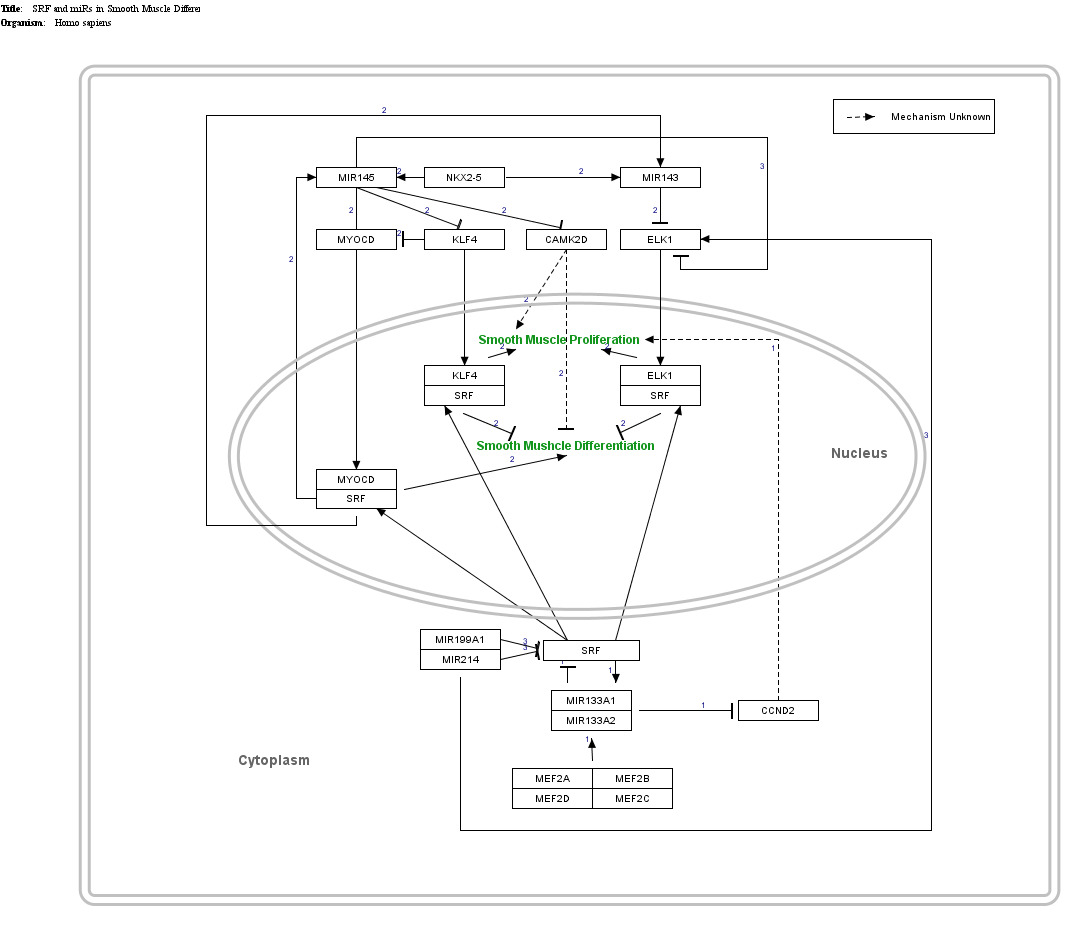 Title: SRF and miRs in Smooth Muscle Differe
Organism: Homo sapiens
2
Mechanism Unknown
3
MIR145
2
NKX2-5
2
MIR143
2
2
2
2
MYOCD
2
KLF4
CAMK2D
ELK1
2
2
Smooth Muscle Proliferation
2
2
1
KLF4
SRF
2
ELK1
SRF
2
2
3
Smooth Mushcle Differentiation
2
Nucleus
MYOCD
SRF
MIR199A1
MIR214
3
3
SRF
1
1
MIR133A1
MIR133A2
1
CCND2
1
Cytoplasm
MEF2A
MEF2B
MEF2D
MEF2C